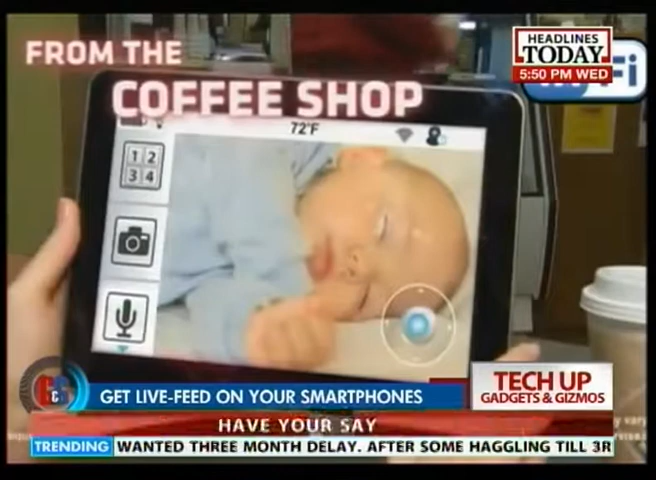 FROM THE
COFFEE SHOP
HEADLINES
TODAY
5:50 PM WED
Fi
72°F
1 2
3 4
G&G
GET LIVE-FEED ON YOUR SMARTPHONES
TECH UP
GADGETS & GIZMOS
HAVE YOUR SAY
TRENDING
WANTED THREE MONTH DELAY. AFTER SOME HAGGLING TILL 3R